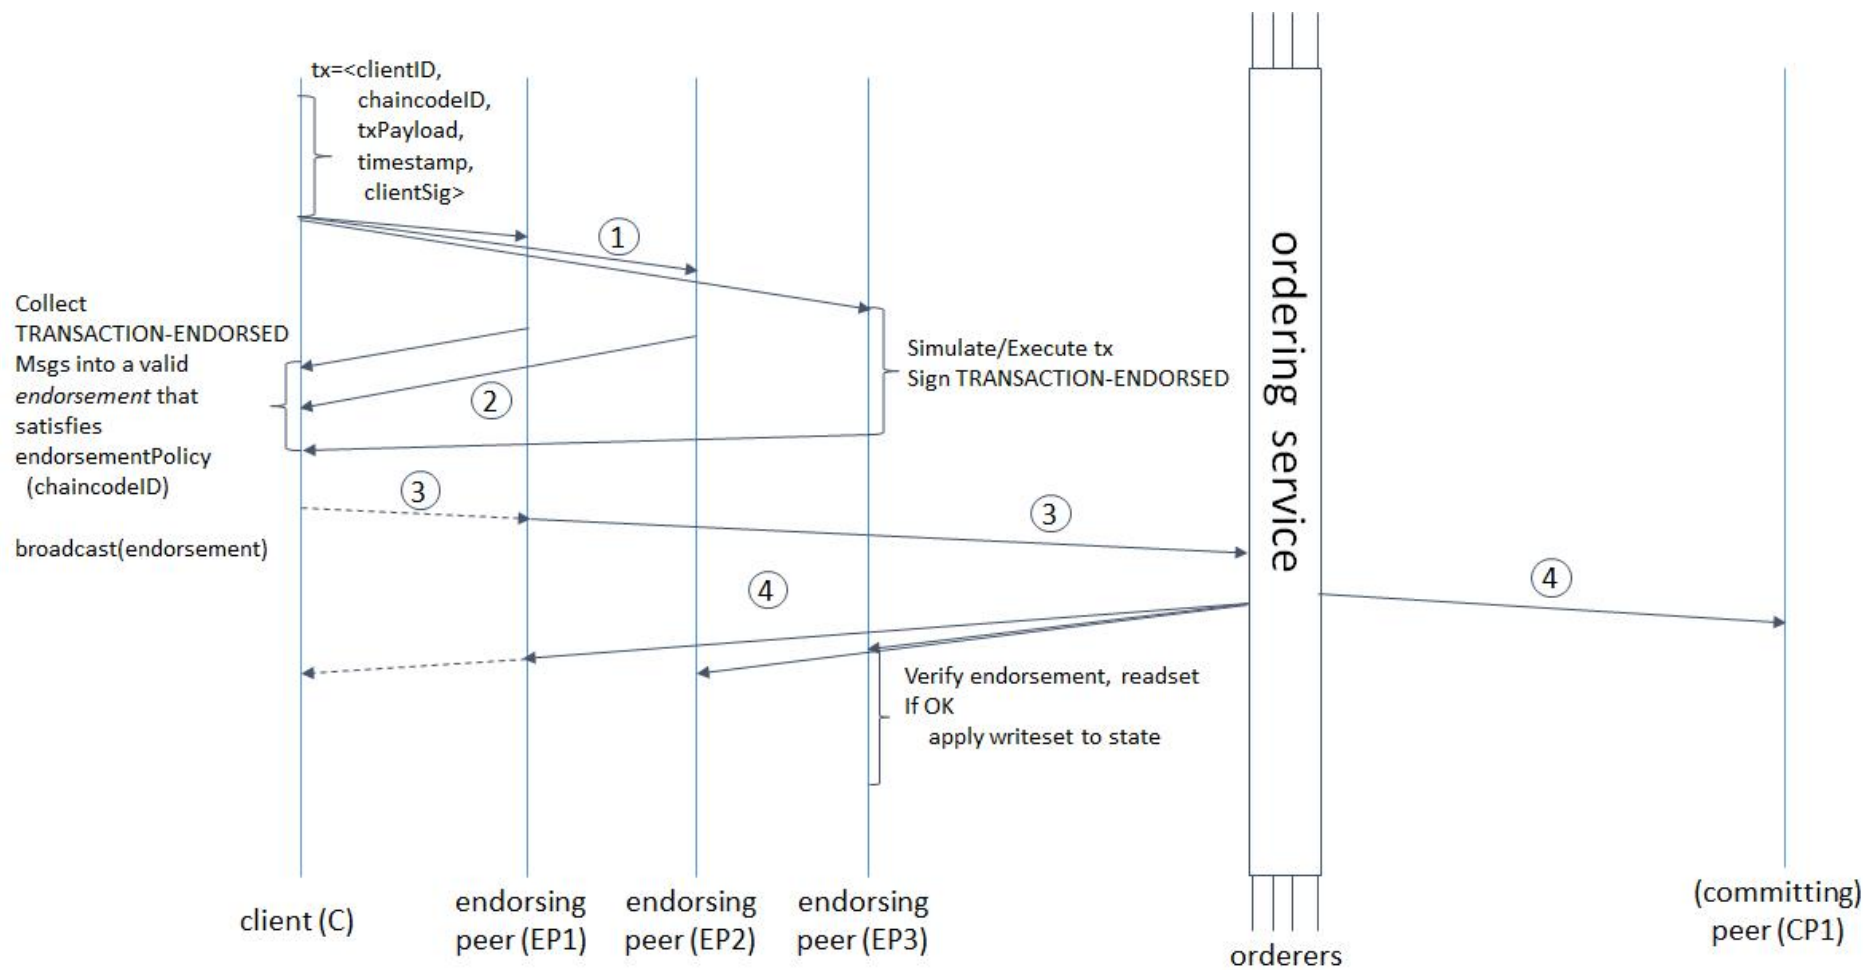 tx=<clientID,
chaincodeID,
txPayload,
timestamp,
clientSig>
1
Collect
TRANSACTION-ENDORSED
Msgs into a valid
endorsement that
satisfies
endorsementPolicy
(chaincodeID)
2
Simulate/Execute tx
Sign TRANSACTION-ENDORSED
ordering service
3
3
broadcast(endorsement)
4
4
Verify endorsement, readset
If OK
apply writeset to state
client (C)
endorsing
peer (EP1)
endorsing
peer (EP2)
endorsing
peer (EP3)
orderers
(committing)
peer (CP1)